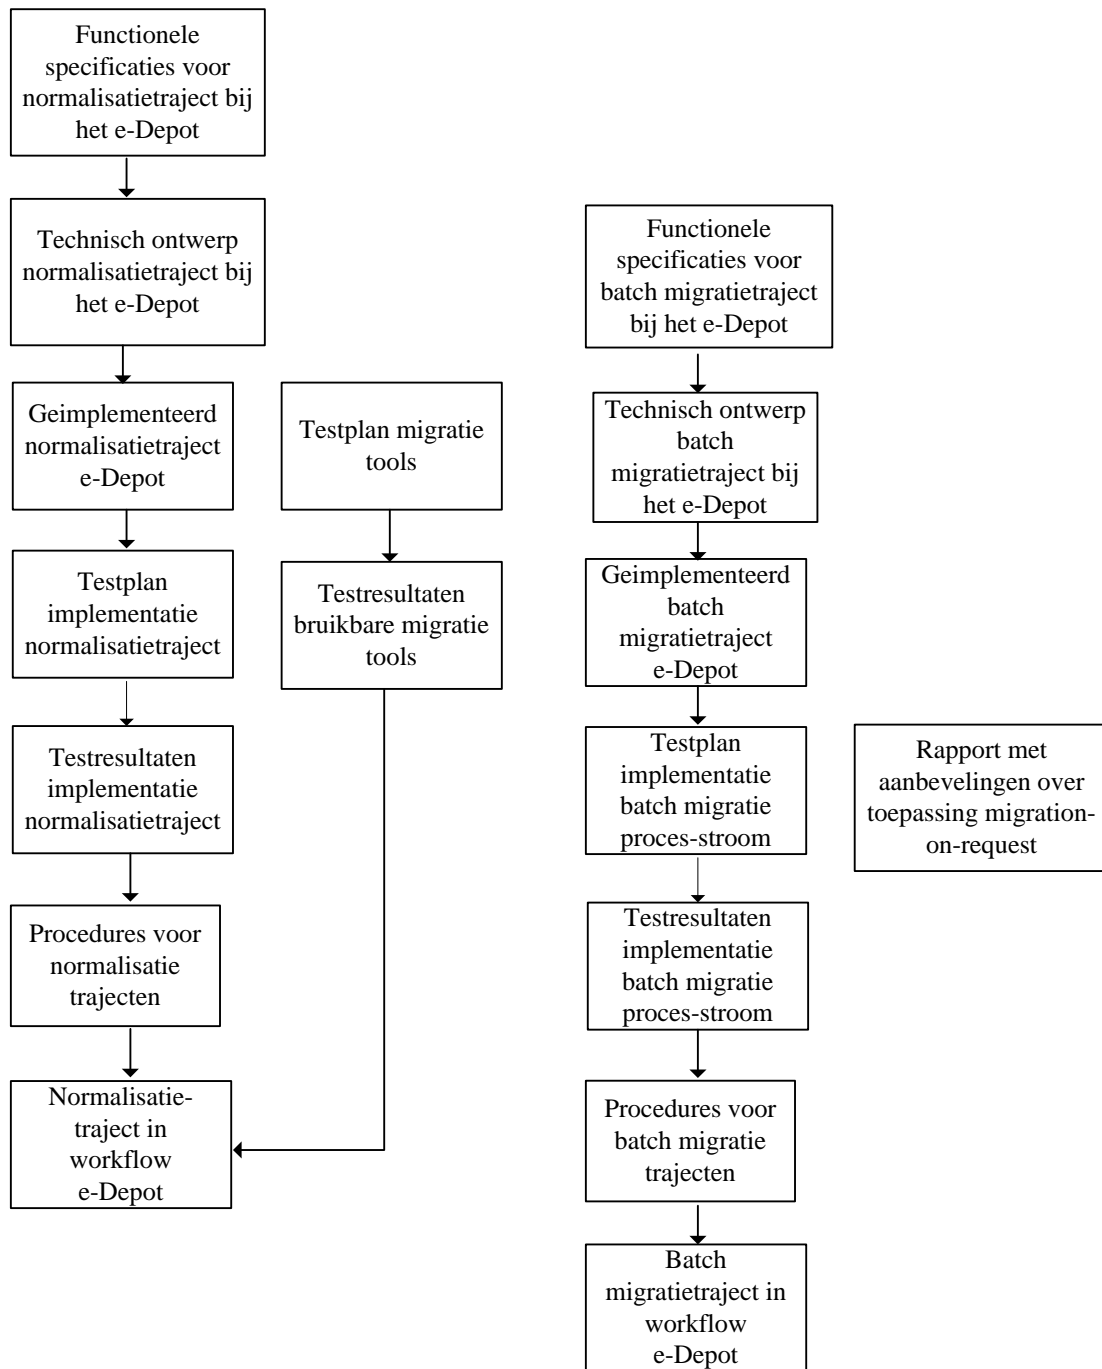 Functionele
specificaties voor
normalisatietraject bij
het e-Depot
Technisch ontwerp
normalisatietraject bij
het e-Depot
Geimplementeerd
normalisatietraject
e-Depot
Testplan
implementatie
normalisatietraject
Testresultaten
implementatie
normalisatietraject
Procedures voor
normalisatie
trajecten
Normalisatie-
traject in
workflow
e-Depot
Testplan migratie
tools
Testresultaten
bruikbare migratie
tools
Functionele
specificaties voor
batch migratietraject
bij het e-Depot
Technisch ontwerp
batch
migratietraject bij
het e-Depot
Geimplementeerd
batch
migratietraject
e-Depot
Testplan
implementatie
batch migratie
proces-stroom
Testresultaten
implementatie
batch migratie
proces-stroom
Procedures voor
batch migratie
trajecten
Batch
migratietraject in
workflow
e-Depot
Rapport met
aanbevelingen over
toepassing migration-
on-request